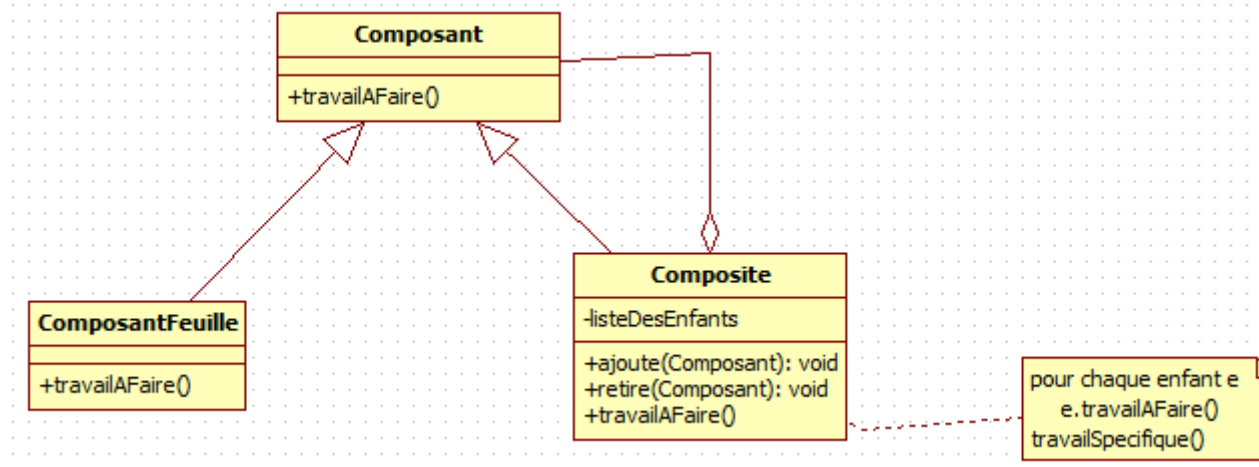 Composant
+travailAFaire()
ComposantFeuille
+travailAFaire()
Composite
-listeDesEnfants
+ajoute(Composant): void
+retire(Composant): void
+travailAFaire()
pour chaque enfant e
e.travailAFaire()
travailSpecifique()